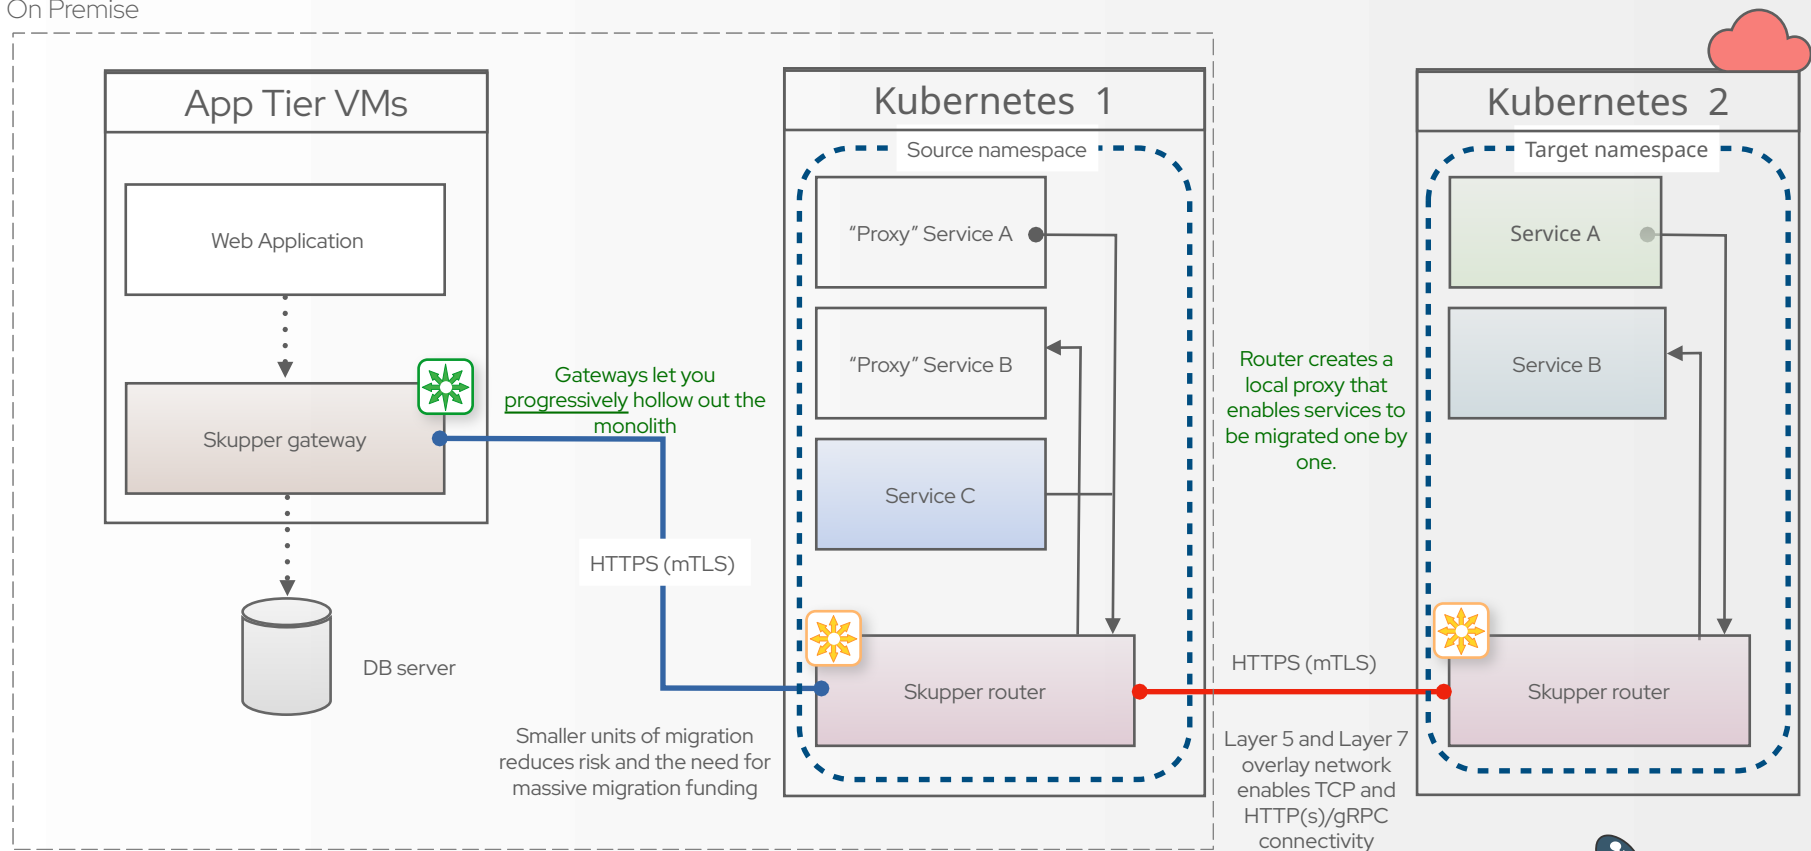 On Premise
App Tier VMs
Web Application
Skupper gateway
DB server
Gateways let you
progressively hollow out the
monolith
HTTPS (mTLS)
Smaller units of migration
reduces risk and the need for
massive migration funding
Kubernetes 1
Source namespace
“Proxy” Service A
“Proxy” Service B
Service C
Skupper router
Router creates a
local proxy that
enables services to
be migrated one by
one.
HTTPS (mTLS)
Layer 5 and Layer 7
overlay network
enables TCP and
HTTP(s)/gRPC
connectivity
Kubernetes 2
Target namespace
Service A
Service B
Skupper router